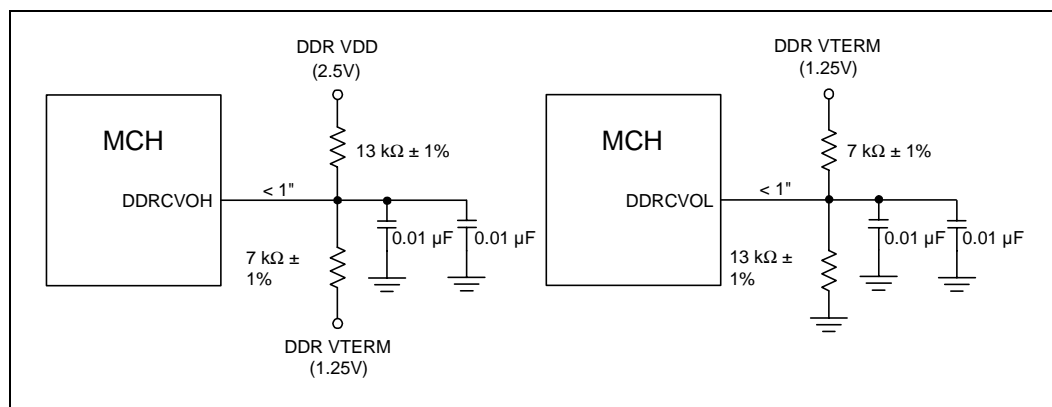 DDR VDD
(2.5V)
MCH
13 kΩ ± 1%
DDRCVOH
< 1"
0.01 µF
0.01 µF
7 kΩ ±
1%
DDR VTERM
(1.25V)
DDR VTERM
(1.25V)
MCH
7 kΩ ± 1%
DDRCVOL
< 1"
0.01 µF
0.01 µF
13 kΩ ±
1%